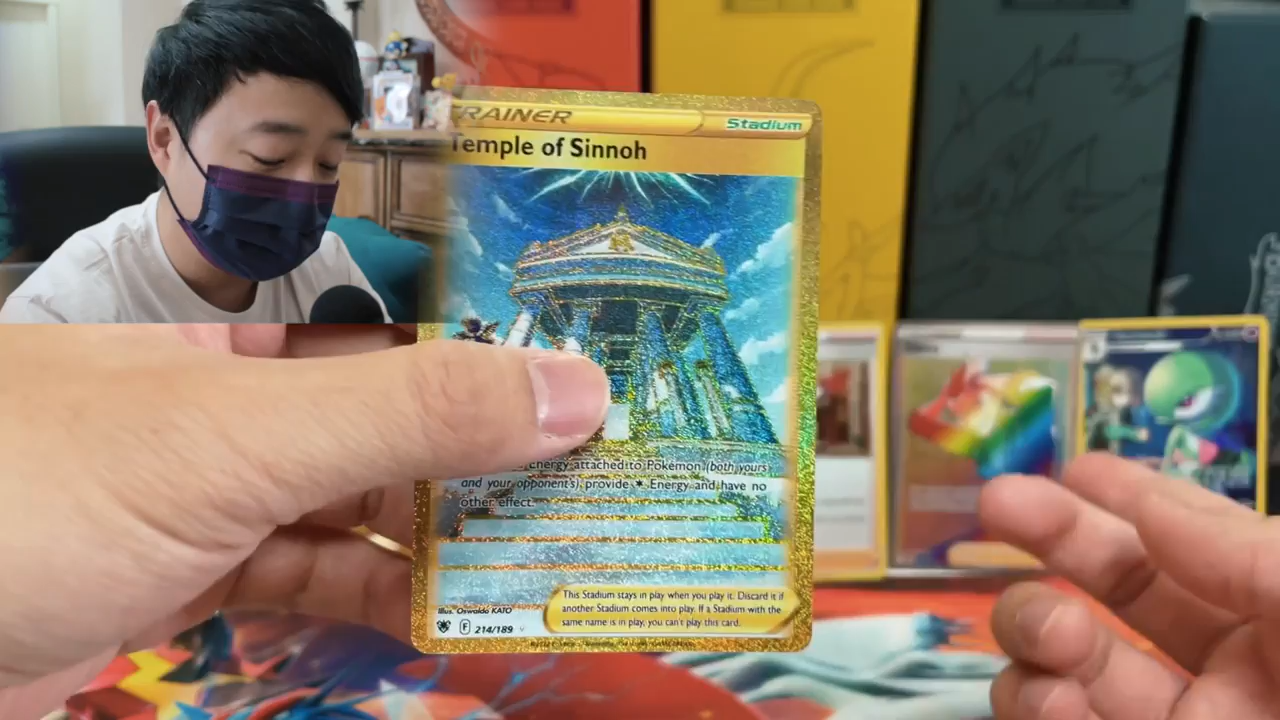 TRAINER
Stadium
Temple of Sinnoh
Energy attached to Pokémon (both yours
and your opponent's) provide Energy and have no
other effect.
This Stadium stays in play when you play it. Discard it if
another Stadium comes into play. If a Stadium with the
same name is in play, you can't play this card.
Illus. Oswaldo KATO
F 214/189